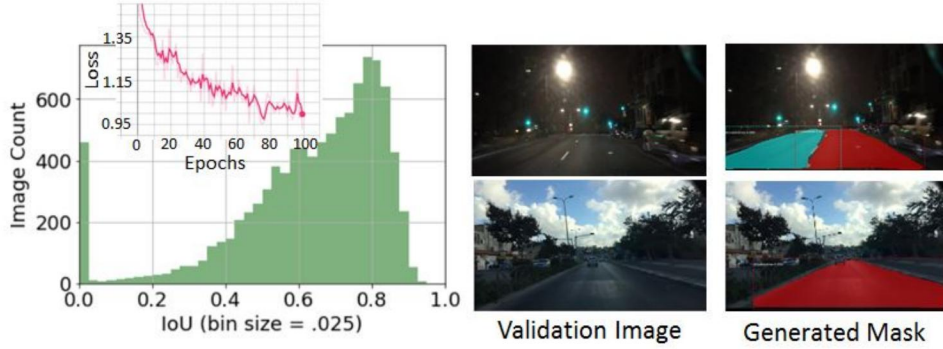 1.35
1.15
0.95
Loss
0 20 40 60 80 100
Epochs
600
400
200
0
Image Count
0.0 0.2 0.4 0.6 0.8 1.0
IoU (bin size = .025)
Validation Image
Generated Mask